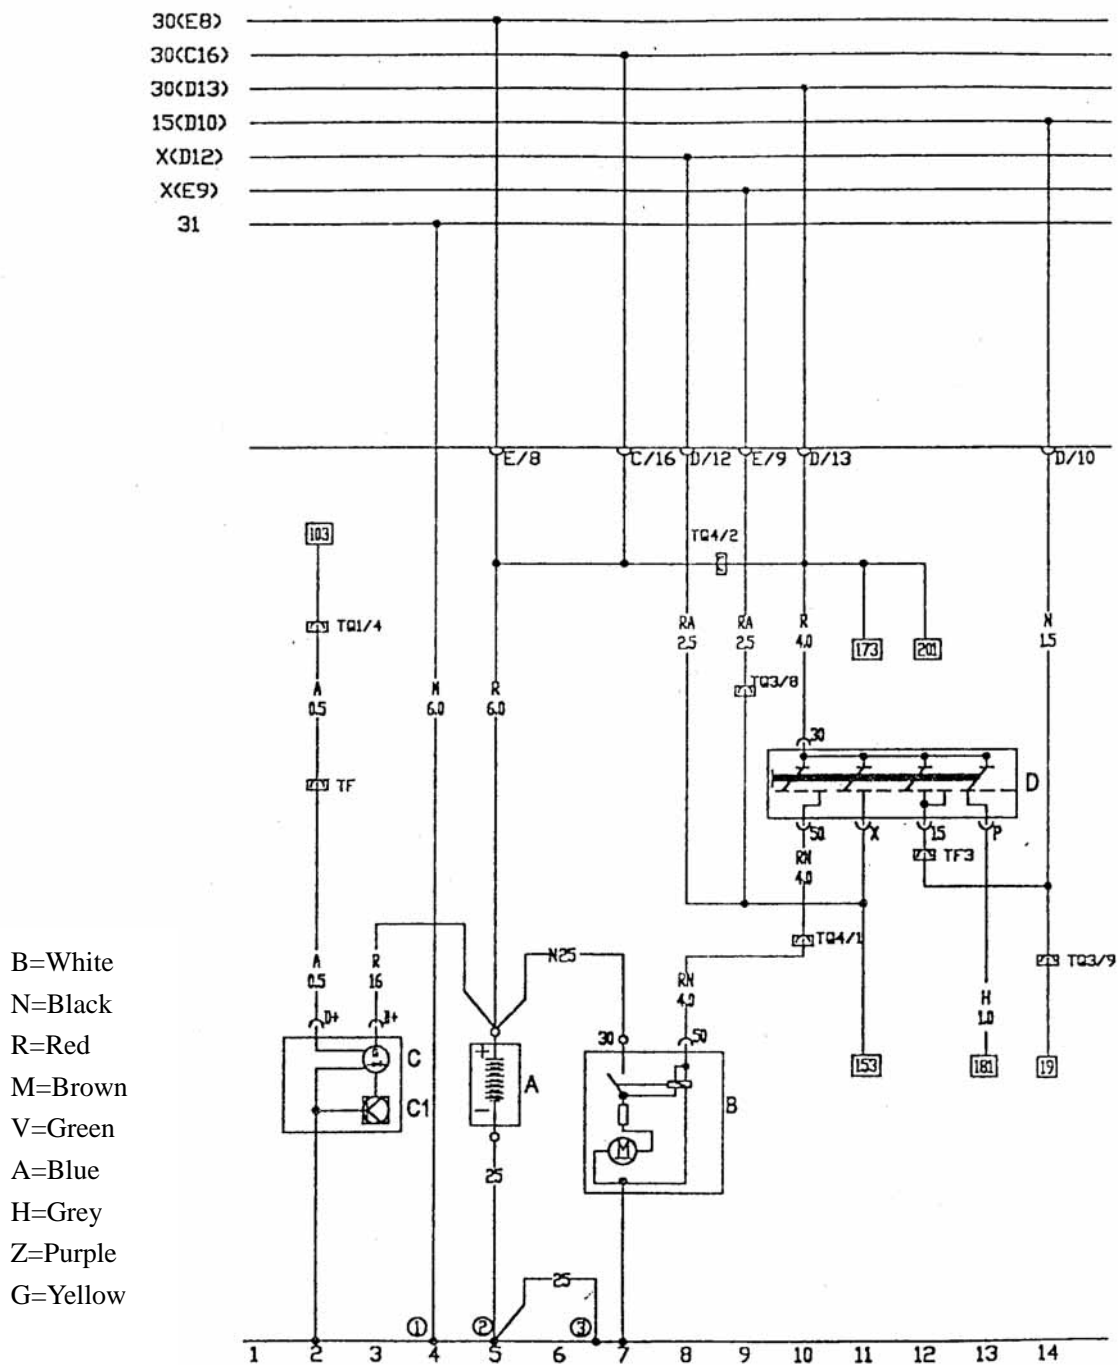 30(E8)
30(C16)
30(D13)
15(D10)
X(D12)
X(E9)
31
E/8
C/16
D/12
E/9
D/13
D/10
TQ4/2
103
TQ1/4
RA
2.5
RA
2.5
R
4.0
173
201
N
1.5
TQ3/8
A
0.5
M
6.0
R
6.0
30
TF
D
50
X
15
P
RN
4.0
TF3
TQ4/1
TQ3/9
B=White
N=Black
R=Red
M=Brown
V=Green
A=Blue
H=Grey
Z=Purple
G=Yellow
A
0.5
R
16
N25
RN
4.0
H
1.0
D+
B+
30
50
153
181
19
C
G
C1
+
A
-
B
M
25
25
1
2
3
1 2 3 4 5 6 7 8 9 10 11 12 13 14